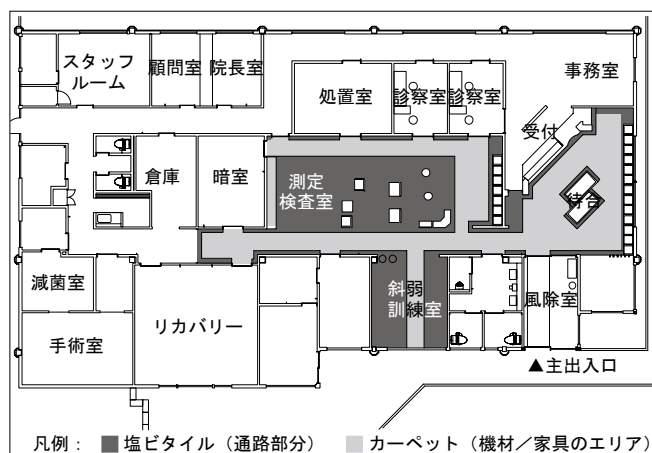 スタッフ
ルーム
顧問室
院長室
処置室
診察室
診察室
事務室
受付
倉庫
暗室
測定
検査室
待合
減菌室
手術室
リカバリー
斜弱
訓練室
風除室
▲主出入口
凡例：■塩ビタイル（通路部分）■カーペット（機材／家具のエリア）